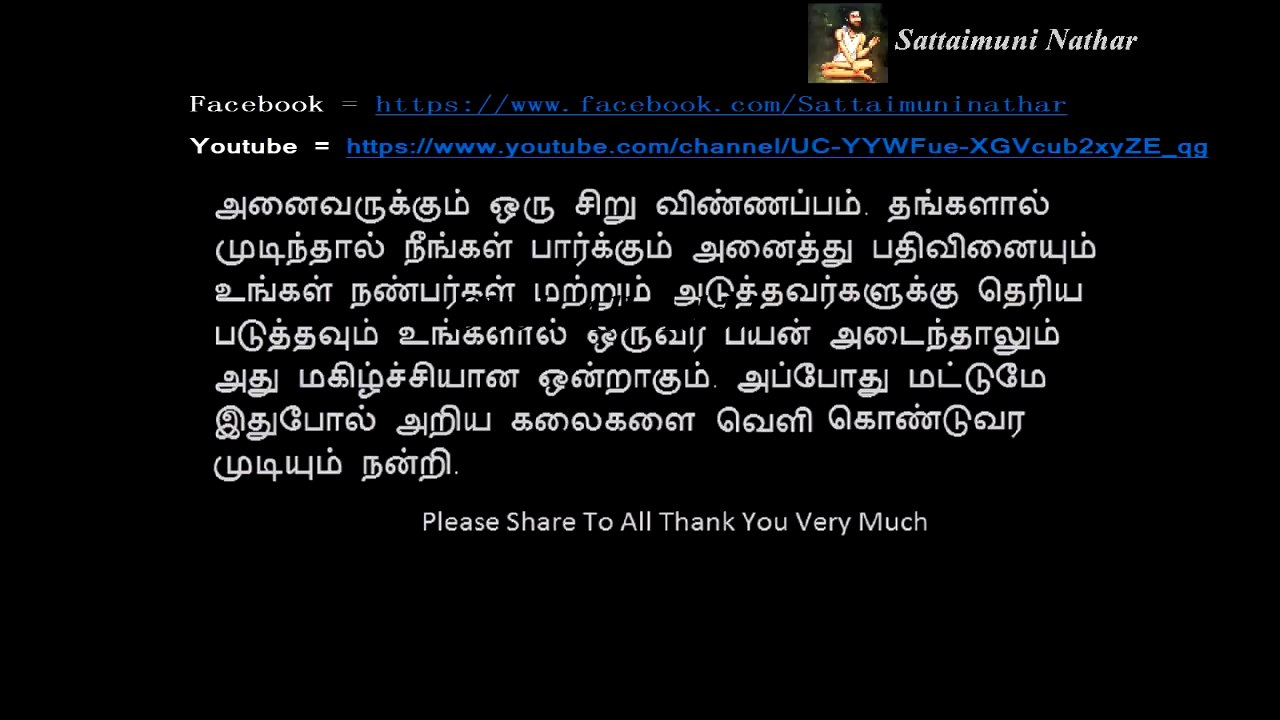 Sattaimuni Nathar
Facebook = https://www.facebook.com/Sattaimuninathar
Youtube = https://www.youtube.com/channel/UC-YYWFue-XGVcub2xyZE_qg
அனைவருக்கும் ஒரு சிறு விண்ணப்பம். தங்களால்
முடிந்தால் நீங்கள் பார்க்கும் அனைத்து பதிவினையும்
உங்கள் நண்பர்கள் மற்றும் அடுத்தவர்களுக்கு தெரிய
படுத்தவும் உங்களால் ஒருவர் பயன் அடைந்தாலும்
அது மகிழ்ச்சியான ஒன்றாகும். அப்போது மட்டுமே
இதுபோல் அறிய கலைகளை வெளி கொண்டுவர
முடியும் நன்றி.
Please Share To All Thank You Very Much